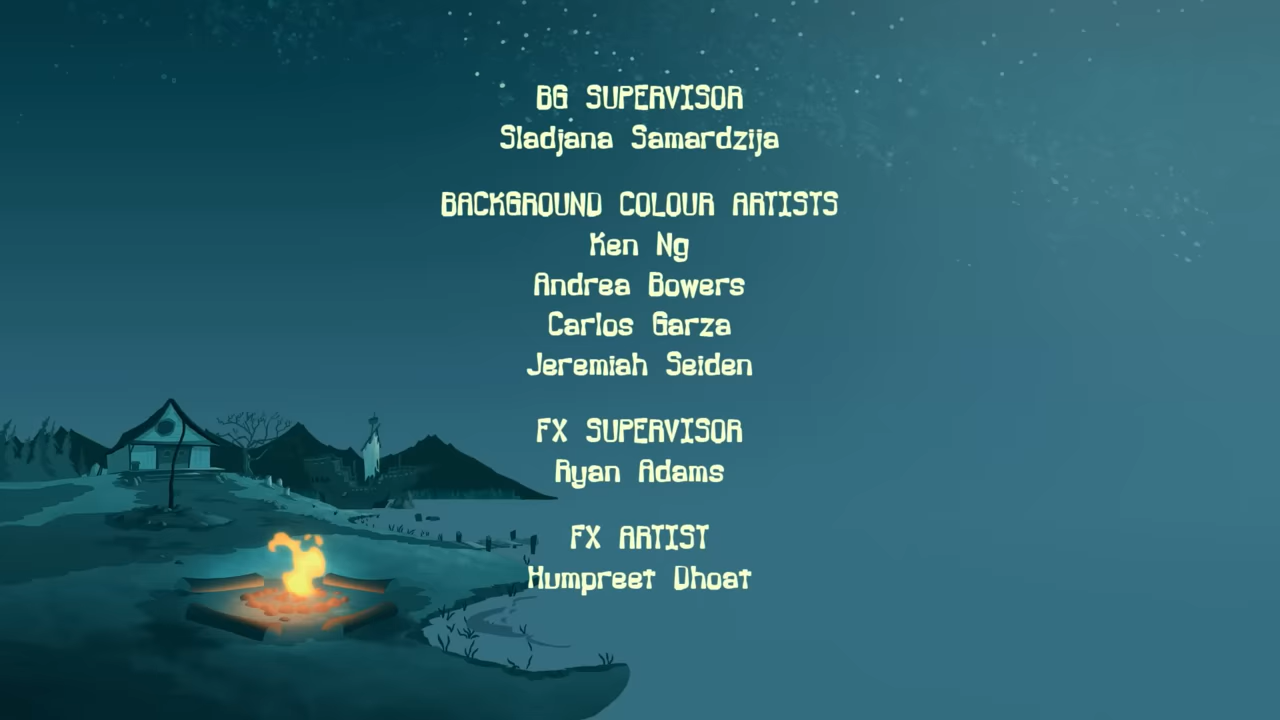 BG SUPERVISOR
Sladjana Samardzija
BACKGROUND COLOUR ARTISTS
Ken Ng
Andrea Bowers
Carlos Garza
Jeremiah Seiden
FX SUPERVISOR
Ryan Adams
FX ARTIST
Humpreet Dhoat